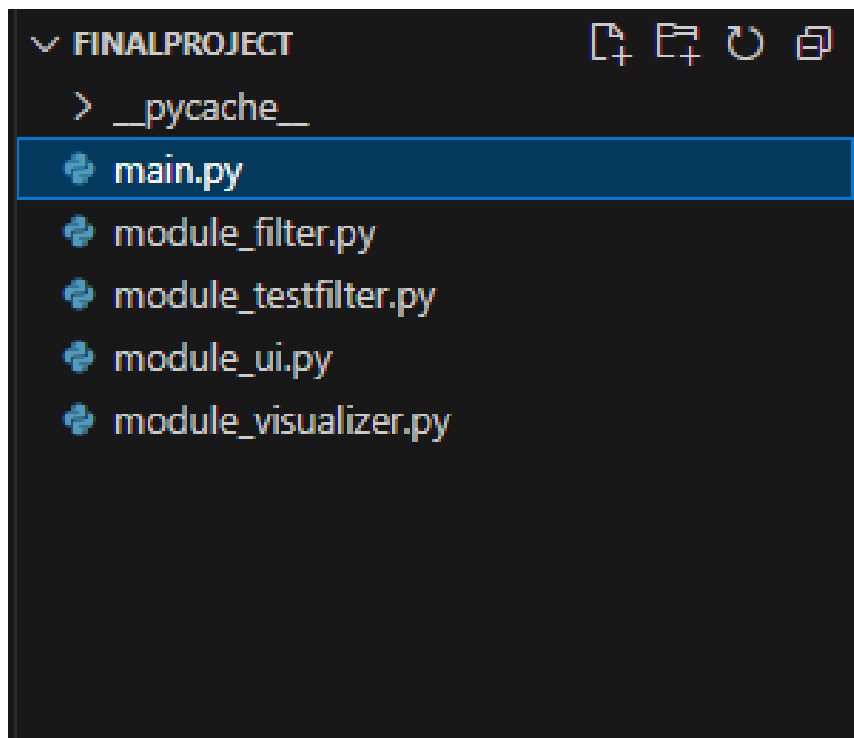 FINALPROJECT
__pycache__
main.py
module_filter.py
module_testfilter.py
module_ui.py
module_visualizer.py